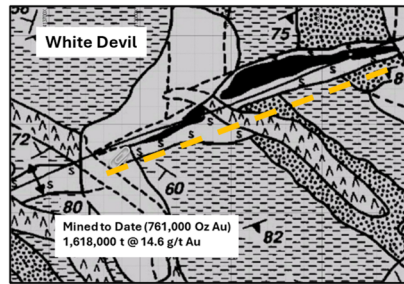 75
White Devil
S
S
S
8
S
S
72
S
S
S
60
80
82
Mined to Date (761,000 Oz Au)
1,618,000 t @ 14.6 g/t Au